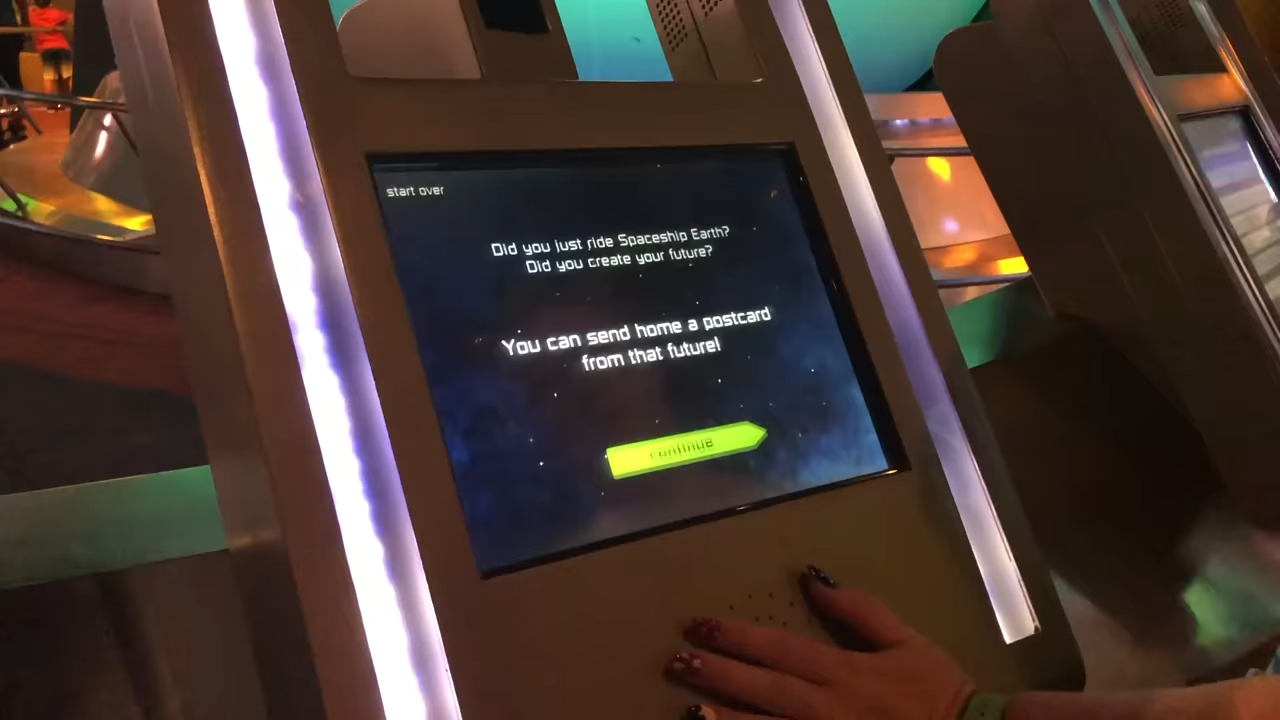 start over
Did you just ride Spaceship Earth?
Did you create your future?
You can send home a postcard
from that future!
continue